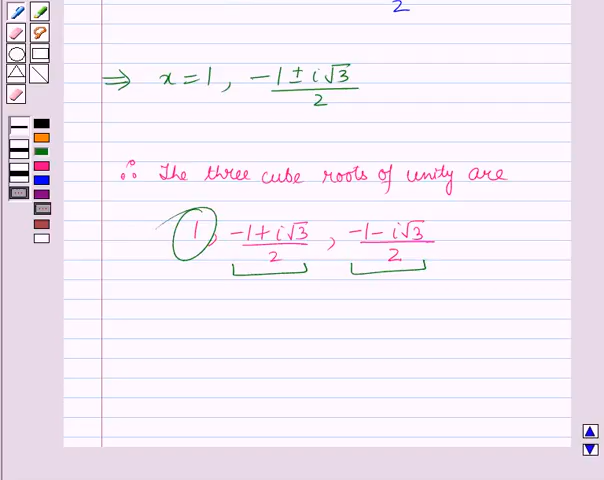 2
⇒ x = 1, -1 ± i√3 / 2
∴ The three cube roots of unity are
1, -1 + i√3 / 2, -1 - i√3 / 2